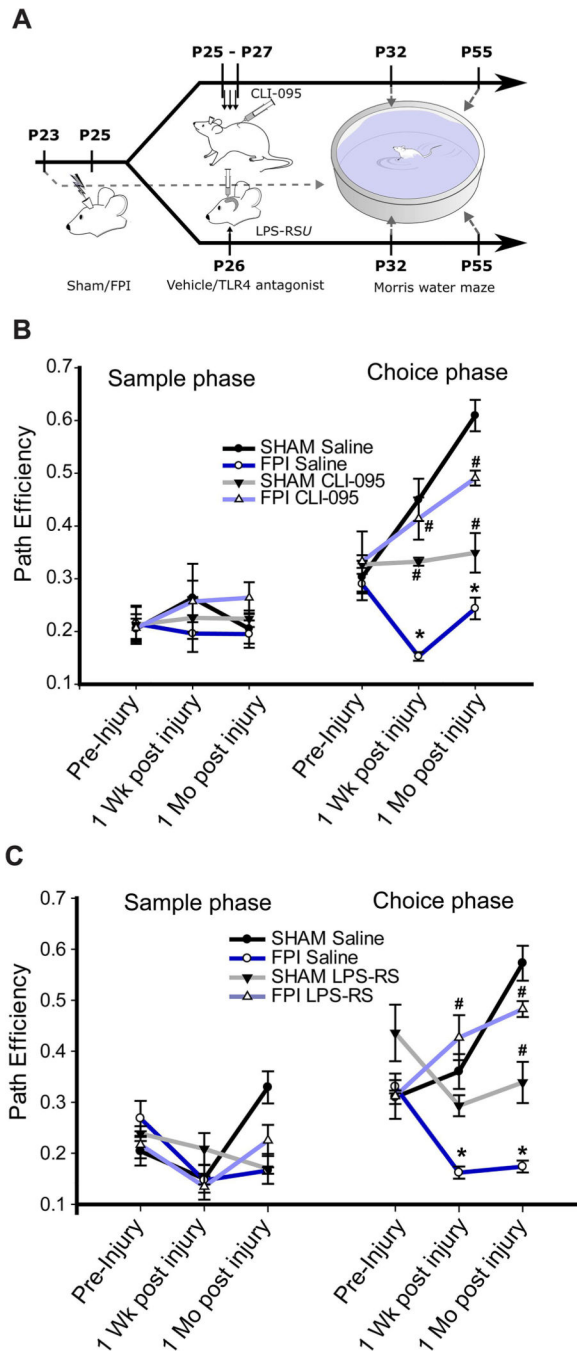 A
P25 - P27 P32 P55
CLI-095
P23 P25
LPS-RSU
P26 P32 P55
Sham/FPI Vehicle/TLR4 antagonist Morris water maze
B
0.7
0.6
0.5
0.4
0.3
0.2
0.1
Path Efficiency
Sample phase
Choice phase
SHAM Saline
FPI Saline
SHAM CLI-095
FPI CLI-095
#
#
#
#
*
*
Pre-Injury
1 Wk post injury
1 Mo post injury
Pre-Injury
1 Wk post injury
1 Mo post injury
C
0.7
0.6
0.5
0.4
0.3
0.2
0.1
Path Efficiency
Sample phase
Choice phase
SHAM Saline
FPI Saline
SHAM LPS-RS
FPI LPS-RS
#
#
#
*
*
Pre-Injury
1 Wk post injury
1 Mo post injury
Pre-Injury
1 Wk post injury
1 Mo post injury